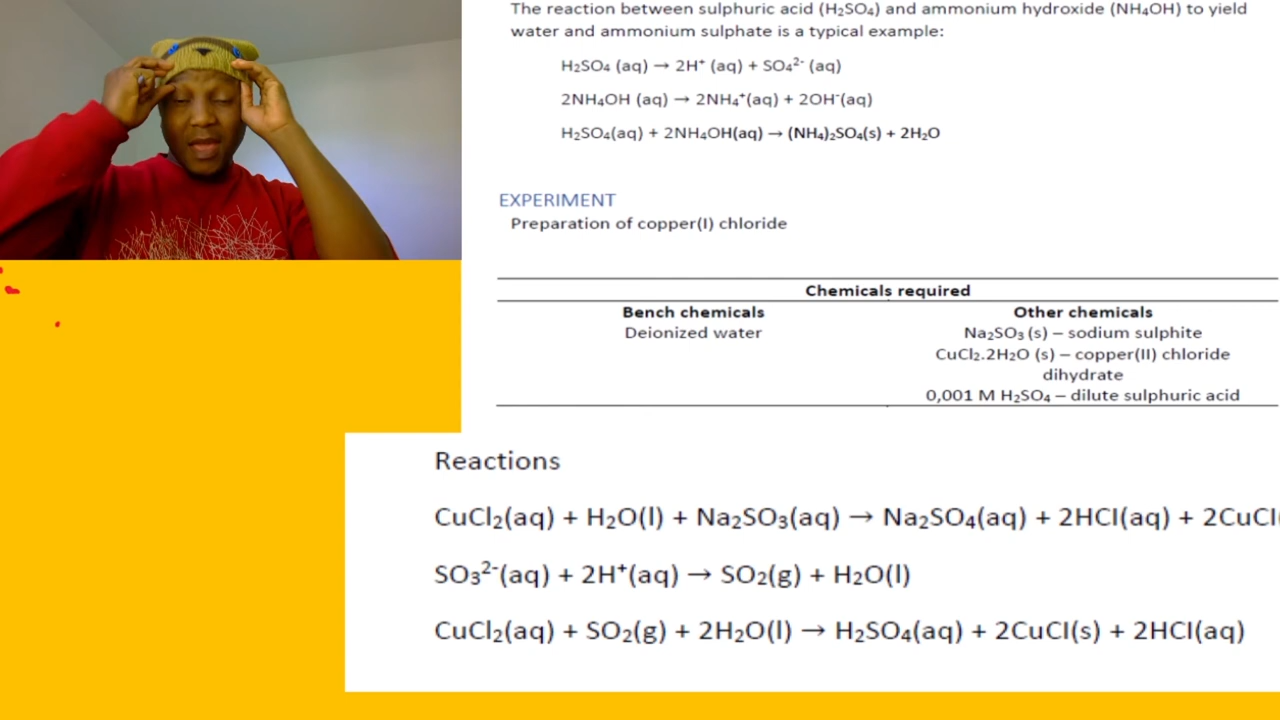 The reaction between sulphuric acid (H₂SO₄) and ammonium hydroxide (NH₄OH) to yield
water and ammonium sulphate is a typical example:
H₂SO₄ (aq) → 2H⁺ (aq) + SO₄²⁻ (aq)
2NH₄OH (aq) → 2NH₄⁺(aq) + 2OH⁻(aq)
H₂SO₄(aq) + 2NH₄OH(aq) → (NH₄)₂SO₄(s) + 2H₂O
EXPERIMENT
Preparation of copper(I) chloride
Chemicals required
Bench chemicals Other chemicals
Deionized water Na₂SO₃ (s) – sodium sulphite
CuCl₂.2H₂O (s) – copper(II) chloride
dihydrate
0,001 M H₂SO₄ – dilute sulphuric acid
Reactions
CuCl₂(aq) + H₂O(l) + Na₂SO₃(aq) → Na₂SO₄(aq) + 2HCl(aq) + 2CuCl(
SO₃²⁻(aq) + 2H⁺(aq) → SO₂(g) + H₂O(l)
CuCl₂(aq) + SO₂(g) + 2H₂O(l) → H₂SO₄(aq) + 2CuCl(s) + 2HCl(aq)